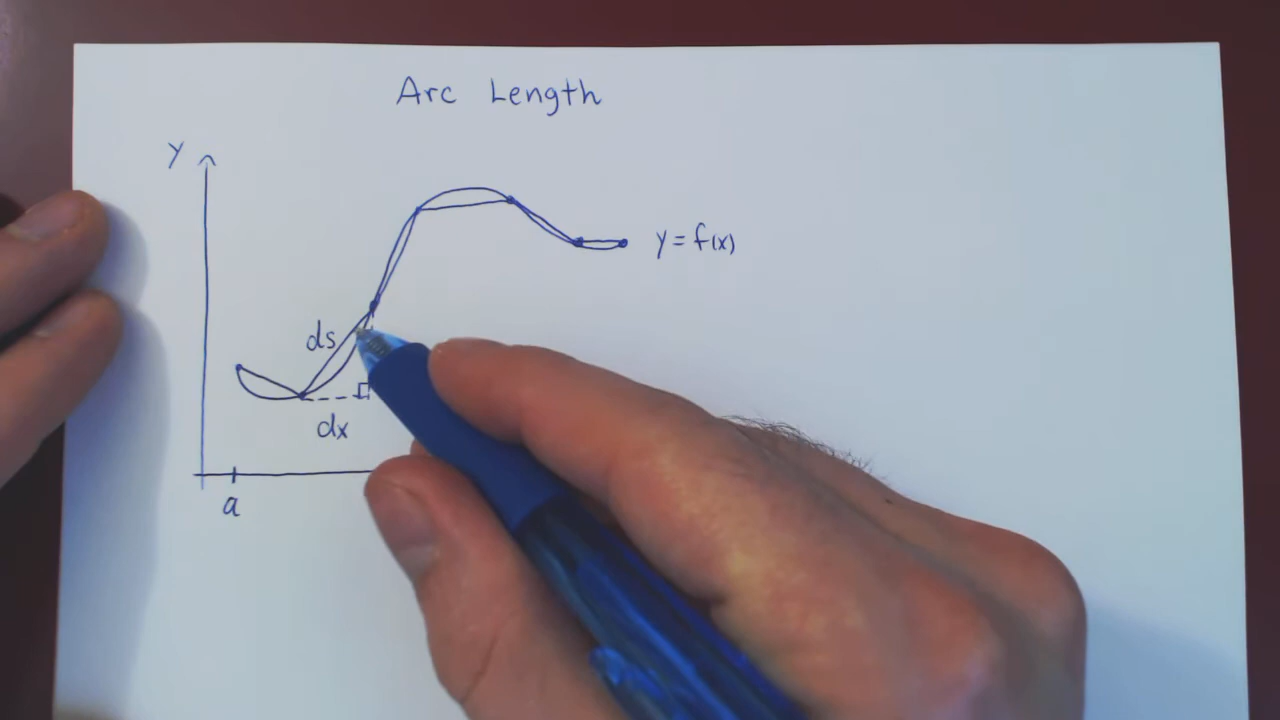 Arc Length
y
y = f(x)
ds
dx
a